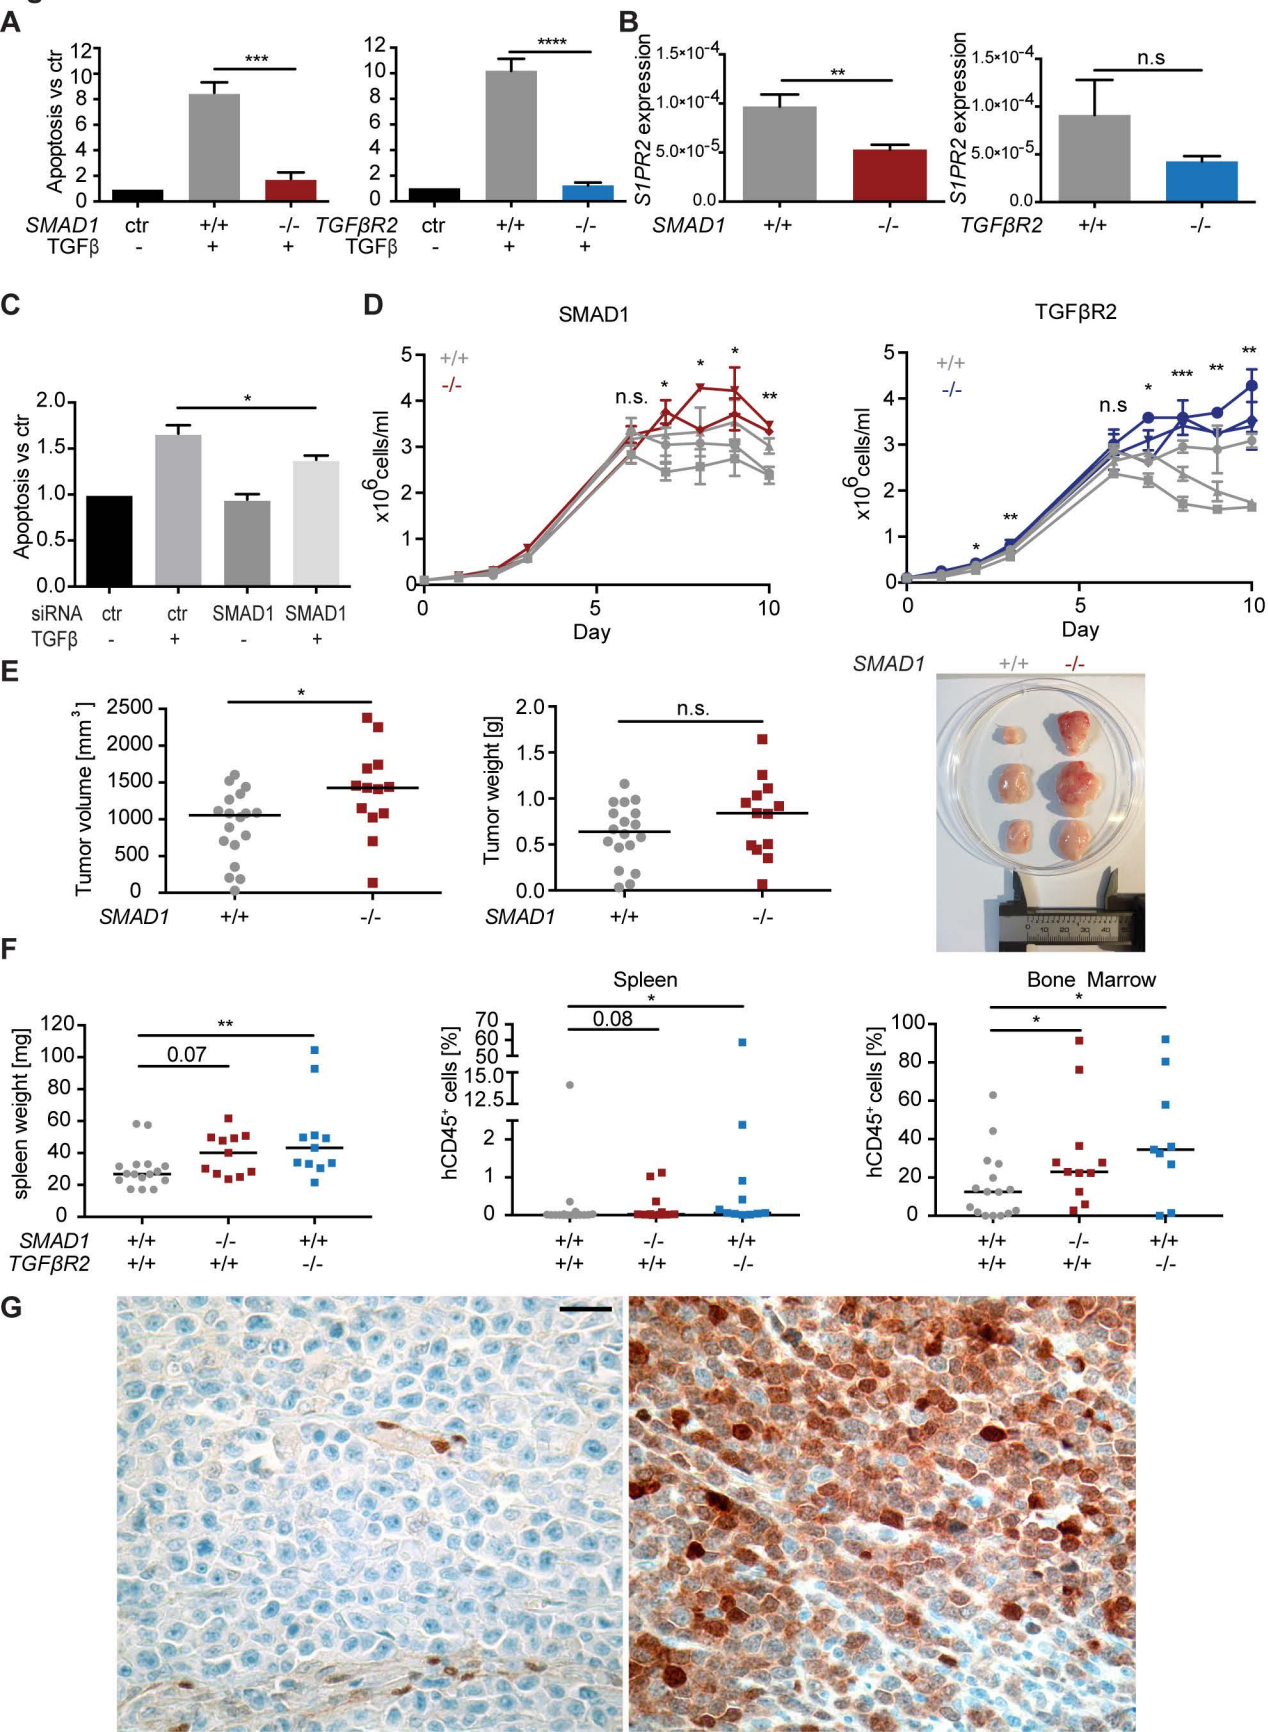 A
Apoptosis vs ctr
12
10
8
6
4
2
0
***
SMAD1 ctr +/+ -/-
TGFβ - + +
12
10
8
6
4
2
0
****
TGFβR2 ctr +/+ -/-
TGFβ - + +
B
S1PR2 expression
1.5×10-4
1.0×10-4
5.0×10-5
0.0
**
SMAD1 +/+ -/-
S1PR2 expression
1.5×10-4
1.0×10-4
5.0×10-5
0.0
n.s
TGFβR2 +/+ -/-
C
Apoptosis vs ctr
2.0
1.5
1.0
0.5
0.0
*
siRNA ctr ctr SMAD1 SMAD1
TGFβ - + - +
D
SMAD1
+/+
-/-
x106cells/ml
5
4
3
2
1
0
n.s. * * * **
0 5 10
Day
TGFβR2
+/+
-/-
x106cells/ml
5
4
3
2
1
0
* ** n.s * *** ** **
0 5 10
Day
E
Tumor volume [mm3]
2500
2000
1500
1000
500
0
*
SMAD1 +/+ -/-
Tumor weight [g]
2.0
1.5
1.0
0.5
0.0
n.s.
SMAD1 +/+ -/-
SMAD1 +/+ -/-
0 10 20 30 40
F
spleen weight [mg]
120
100
80
60
40
20
0
**
0.07
SMAD1 +/+ -/- +/+
TGFβR2 +/+ +/+ -/-
Spleen
hCD45+ cells [%]
70
60
50
15.0
12.5
2
1
0
*
0.08
+/+ -/- +/+
+/+ +/+ -/-
Bone Marrow
hCD45+ cells [%]
100
80
60
40
20
0
*
*
+/+ -/- +/+
+/+ +/+ -/-
G